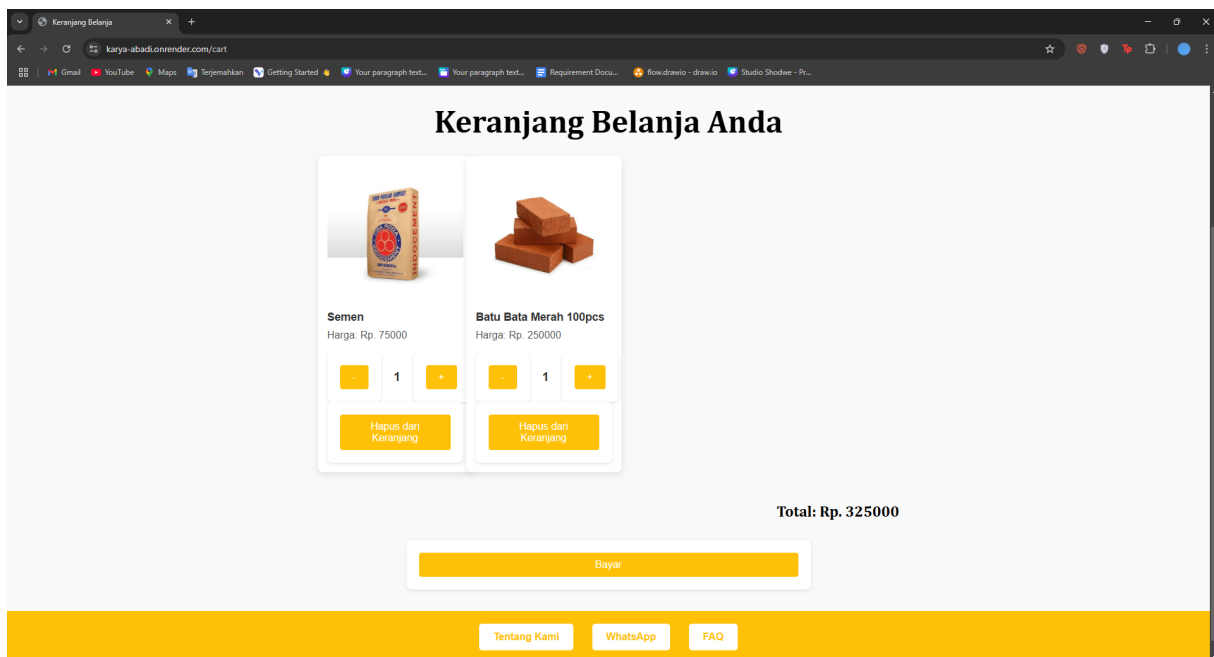 Keranjang Belanja
karya-abadi.onrender.com/cart
Gmail YouTube Maps Terjemahkan Getting Started Your paragraph text... Your paragraph text... Requirement Docu... flow.drawio - draw.io Studio Shodwe - Pr...
Keranjang Belanja Anda
INDOCEMENT
Semen
Harga: Rp. 75000
- 1 +
Hapus dari
Keranjang
Batu Bata Merah 100pcs
Harga: Rp. 250000
- 1 +
Hapus dari
Keranjang
Total: Rp. 325000
Bayar
Tentang Kami WhatsApp FAQ